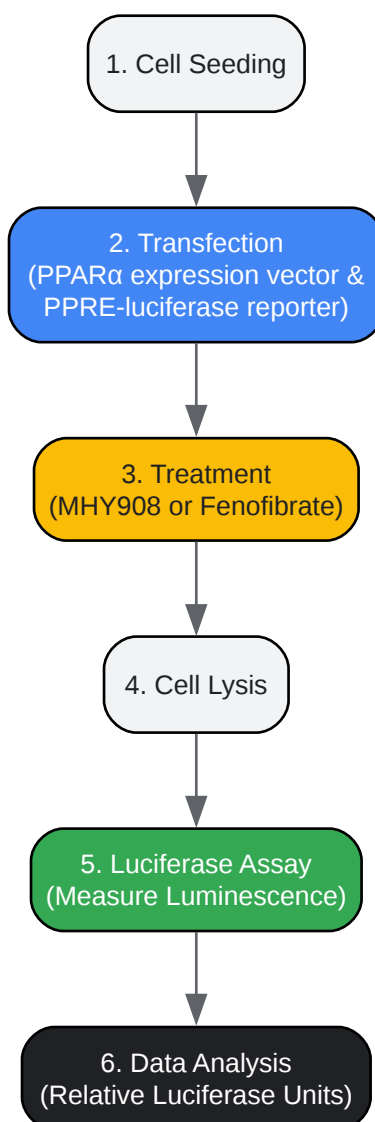 1. Cell Seeding
2. Transfection
(PPARα expression vector &
PPRE-luciferase reporter)
3. Treatment
(MHY908 or Fenofibrate)
4. Cell Lysis
5. Luciferase Assay
(Measure Luminescence)
6. Data Analysis
(Relative Luciferase Units)